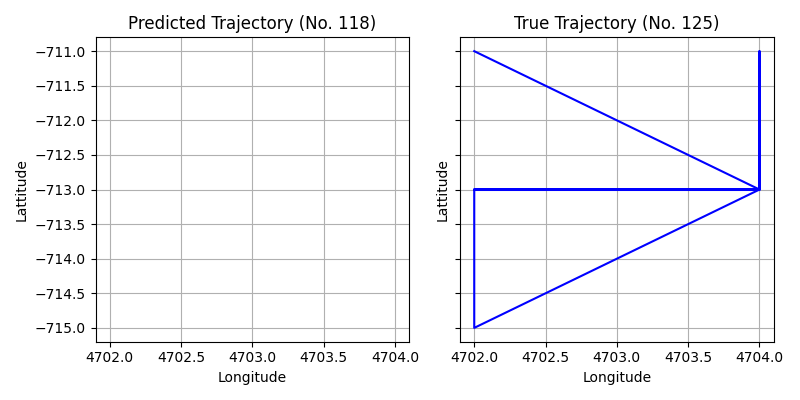 Predicted Trajectory (No. 118)
True Trajectory (No. 125)
−711.0
−711.5
−712.0
−712.5
−713.0
−713.5
−714.0
−714.5
−715.0
Lattitude
Lattitude
4702.0 4702.5 4703.0 4703.5 4704.0
4702.0 4702.5 4703.0 4703.5 4704.0
Longitude
Longitude